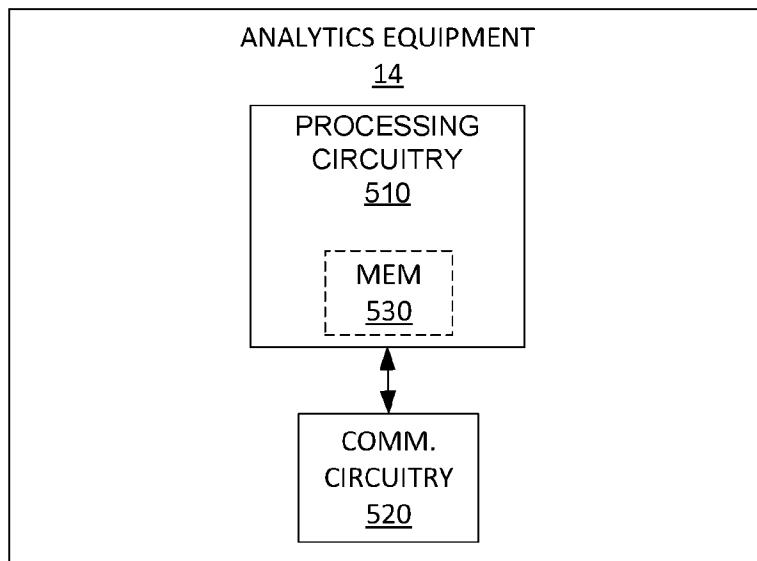 ANALYTICS EQUIPMENT
14
PROCESSING
CIRCUITRY
510
MEM
530
COMM.
CIRCUITRY
520